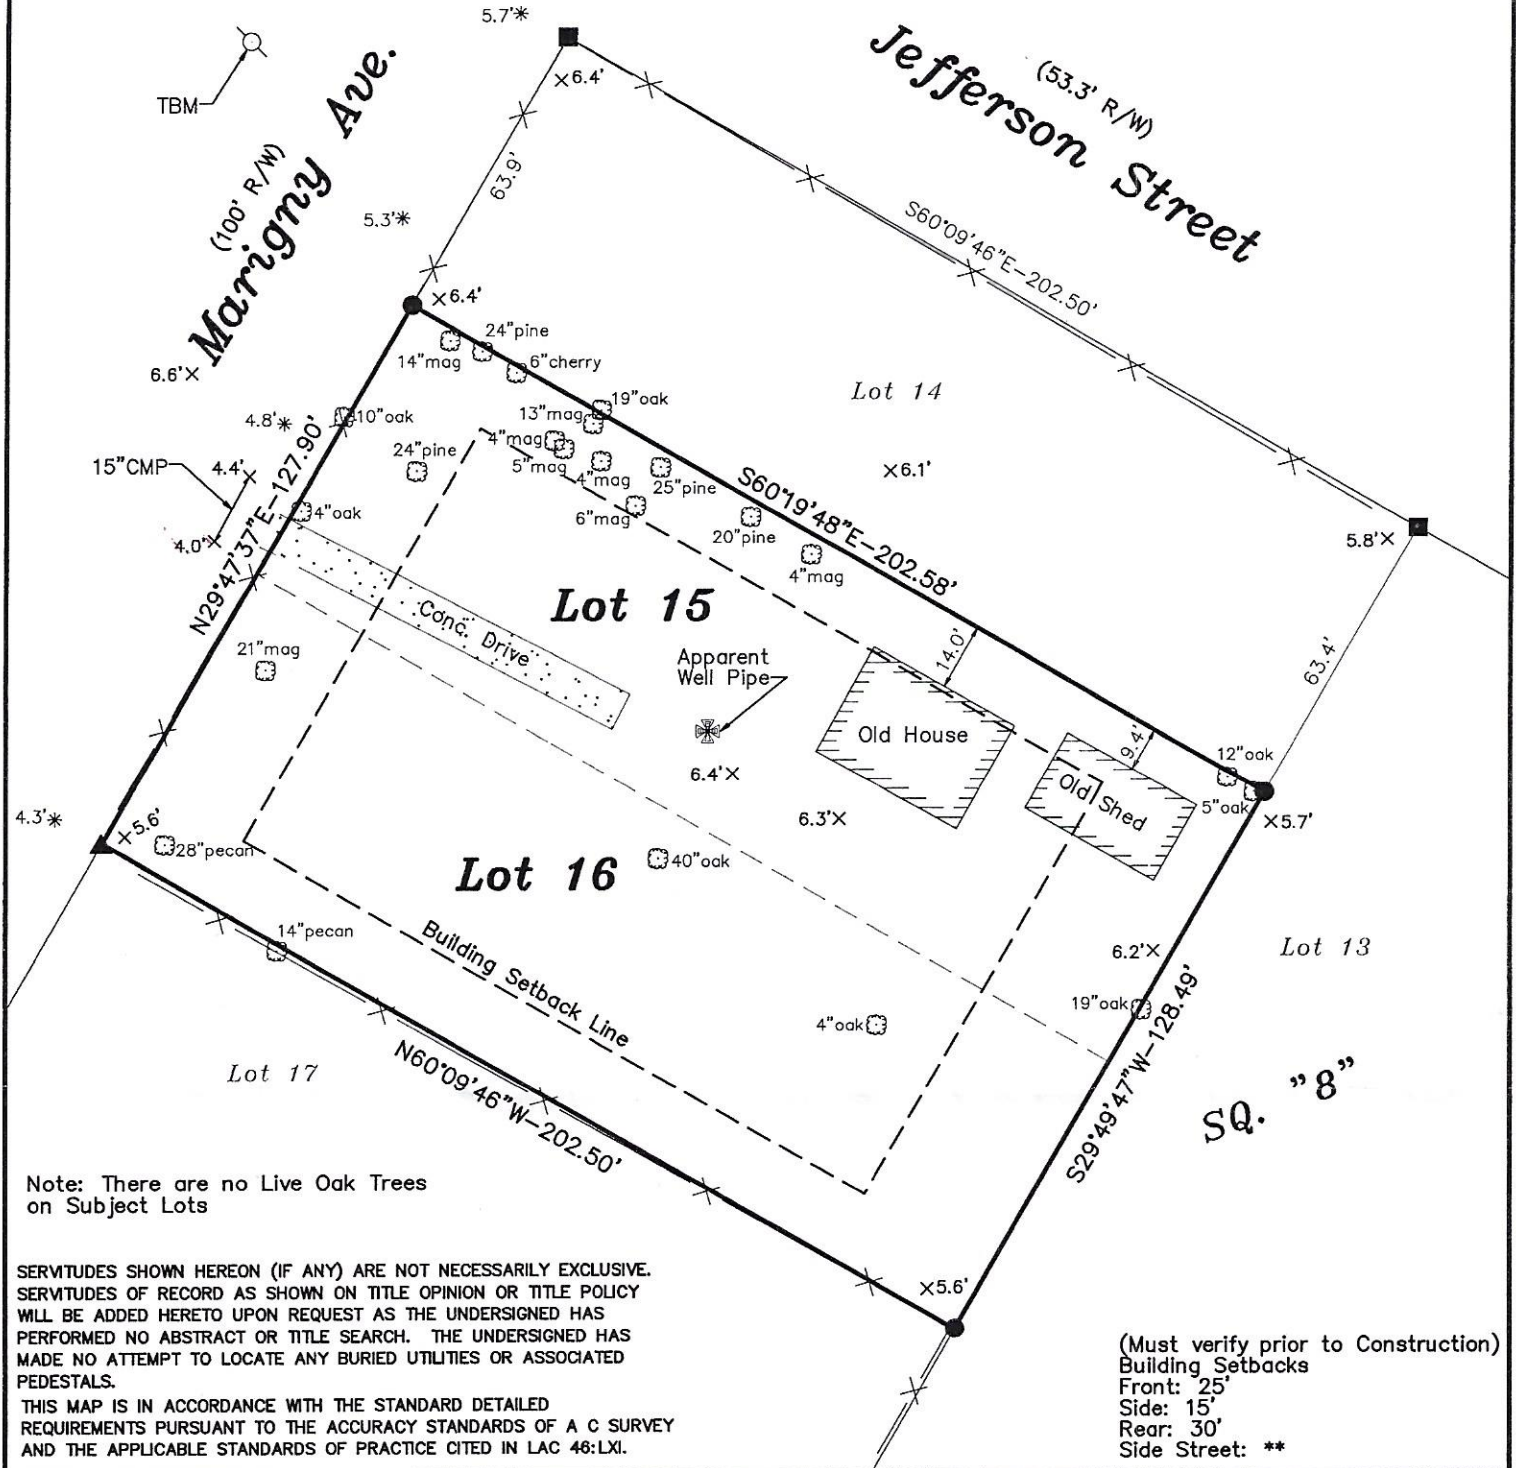 5.7'*
Jefferson Street
(53.3' R/W)
TBM
Marigny Ave.
(100' R/W)
×6.4'
63.9'
5.3'*
S60°09'46"E-202.50'
×6.4'
24"pine
14"mag
6"cherry
6.6'×
Lot 14
19"oak
13"mag
10"oak
4.8'*
4"mag
24"pine
5"mag
4"mag
25"pine
15"CMP
4.4'
×6.1'
S60°19'48"E-202.58'
6"mag
4"oak
20"pine
4.0'
5.8'×
4"mag
N29°47'37"E-127.90'
Lot 15
Conc. Drive
14.0'
63.4'
21"mag
Apparent
Well Pipe
Old House
9.4'
12"oak
6.4'×
Old Shed
5"oak
4.3'*
×5.6'
6.3'×
×5.7'
28"pecan
40"oak
Lot 16
14"pecan
Building Setback Line
6.2'×
Lot 13
19"oak
4"oak
S29°49'47"W-128.49'
Lot 17
N60°09'46"W-202.50'
SQ. "8"
Note: There are no Live Oak Trees
on Subject Lots
SERVITUDES SHOWN HEREON (IF ANY) ARE NOT NECESSARILY EXCLUSIVE.
SERVITUDES OF RECORD AS SHOWN ON TITLE OPINION OR TITLE POLICY
WILL BE ADDED HERETO UPON REQUEST AS THE UNDERSIGNED HAS
PERFORMED NO ABSTRACT OR TITLE SEARCH. THE UNDERSIGNED HAS
MADE NO ATTEMPT TO LOCATE ANY BURIED UTILITIES OR ASSOCIATED
PEDESTALS.
THIS MAP IS IN ACCORDANCE WITH THE STANDARD DETAILED
REQUIREMENTS PURSUANT TO THE ACCURACY STANDARDS OF A C SURVEY
AND THE APPLICABLE STANDARDS OF PRACTICE CITED IN LAC 46:LXI.
×5.6'
(Must verify prior to Construction)
Building Setbacks
Front: 25'
Side: 15'
Rear: 30'
Side Street: **